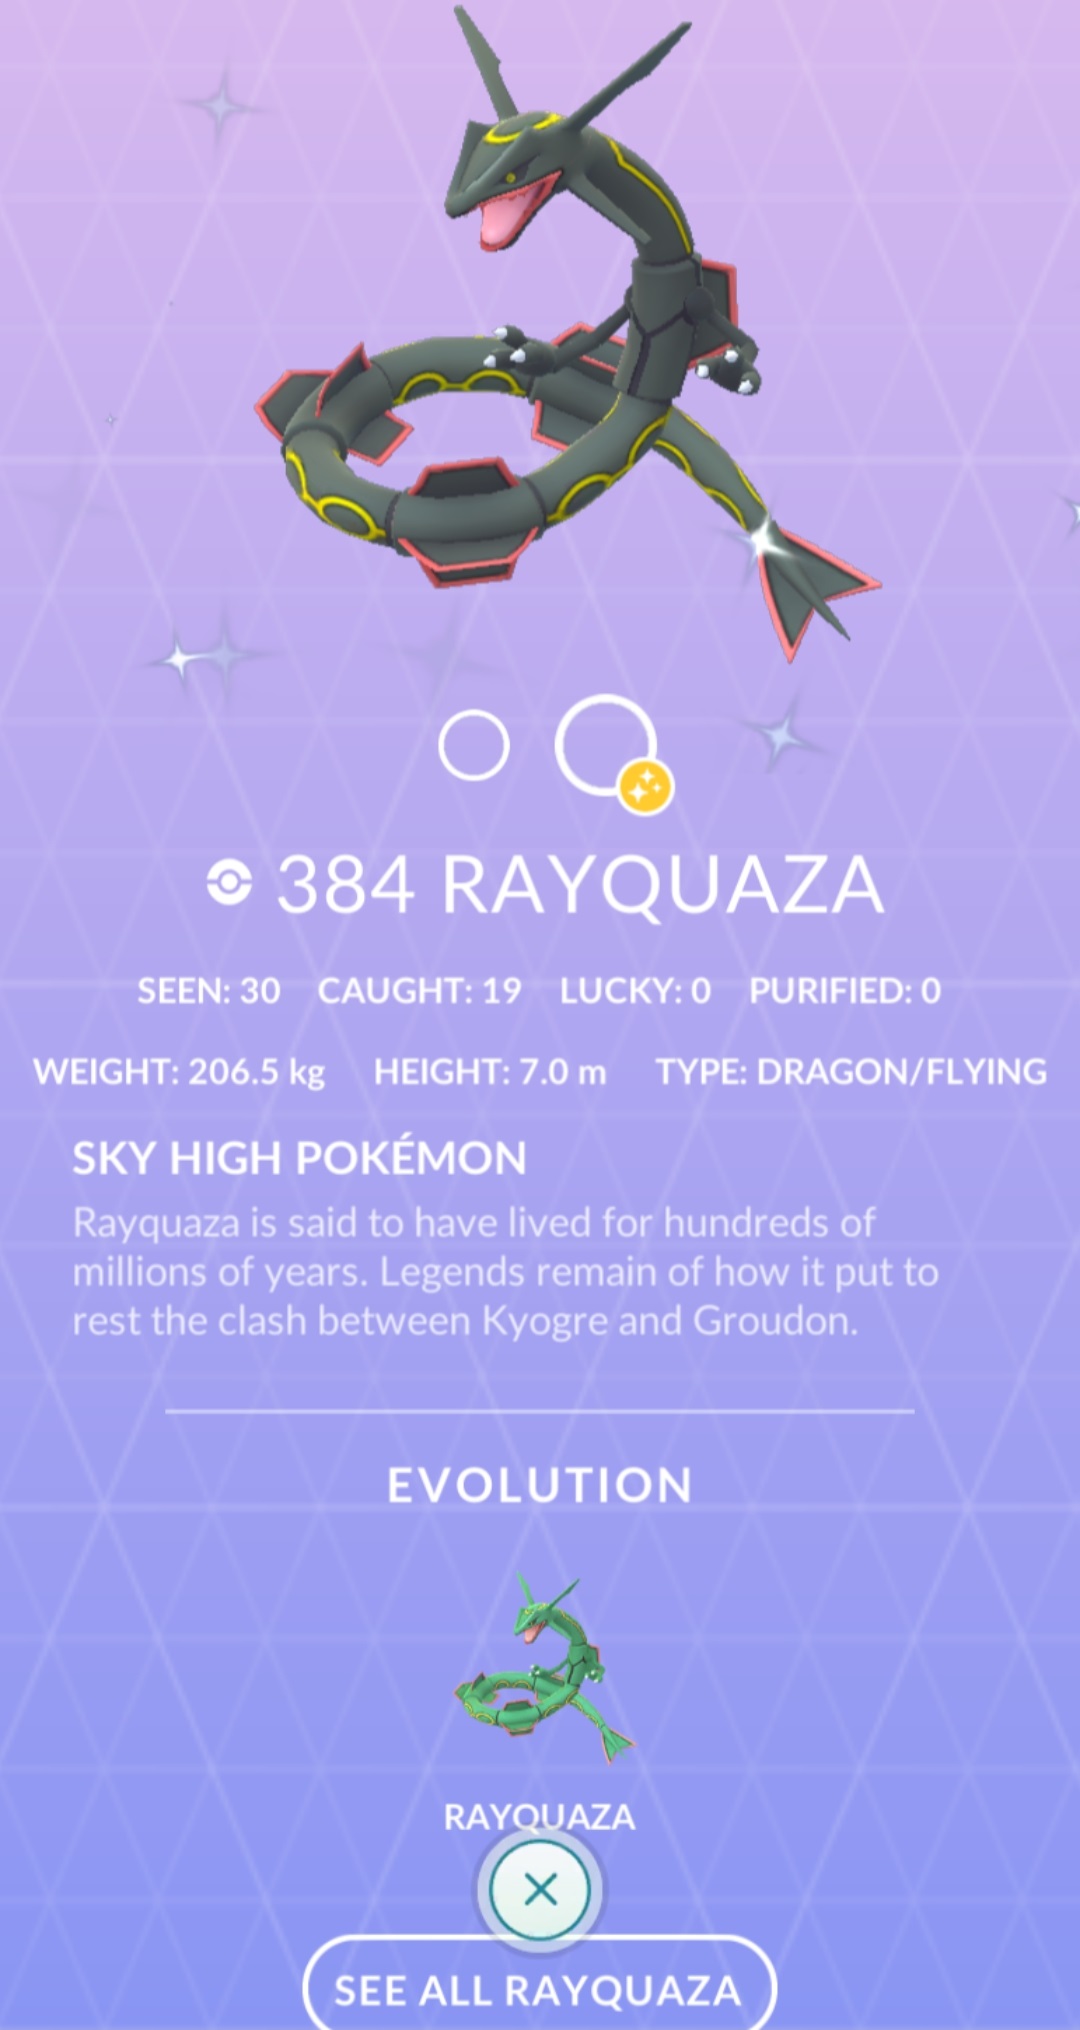 384 RAYQUAZA
SEEN: 30 CAUGHT: 19 LUCKY: 0 PURIFIED: 0
WEIGHT: 206.5 kg HEIGHT: 7.0 m TYPE: DRAGON/FLYING
SKY HIGH POKÉMON
Rayquaza is said to have lived for hundreds of
millions of years. Legends remain of how it put to
rest the clash between Kyogre and Groudon.
EVOLUTION
RAYQUAZA
SEE ALL RAYQUAZA